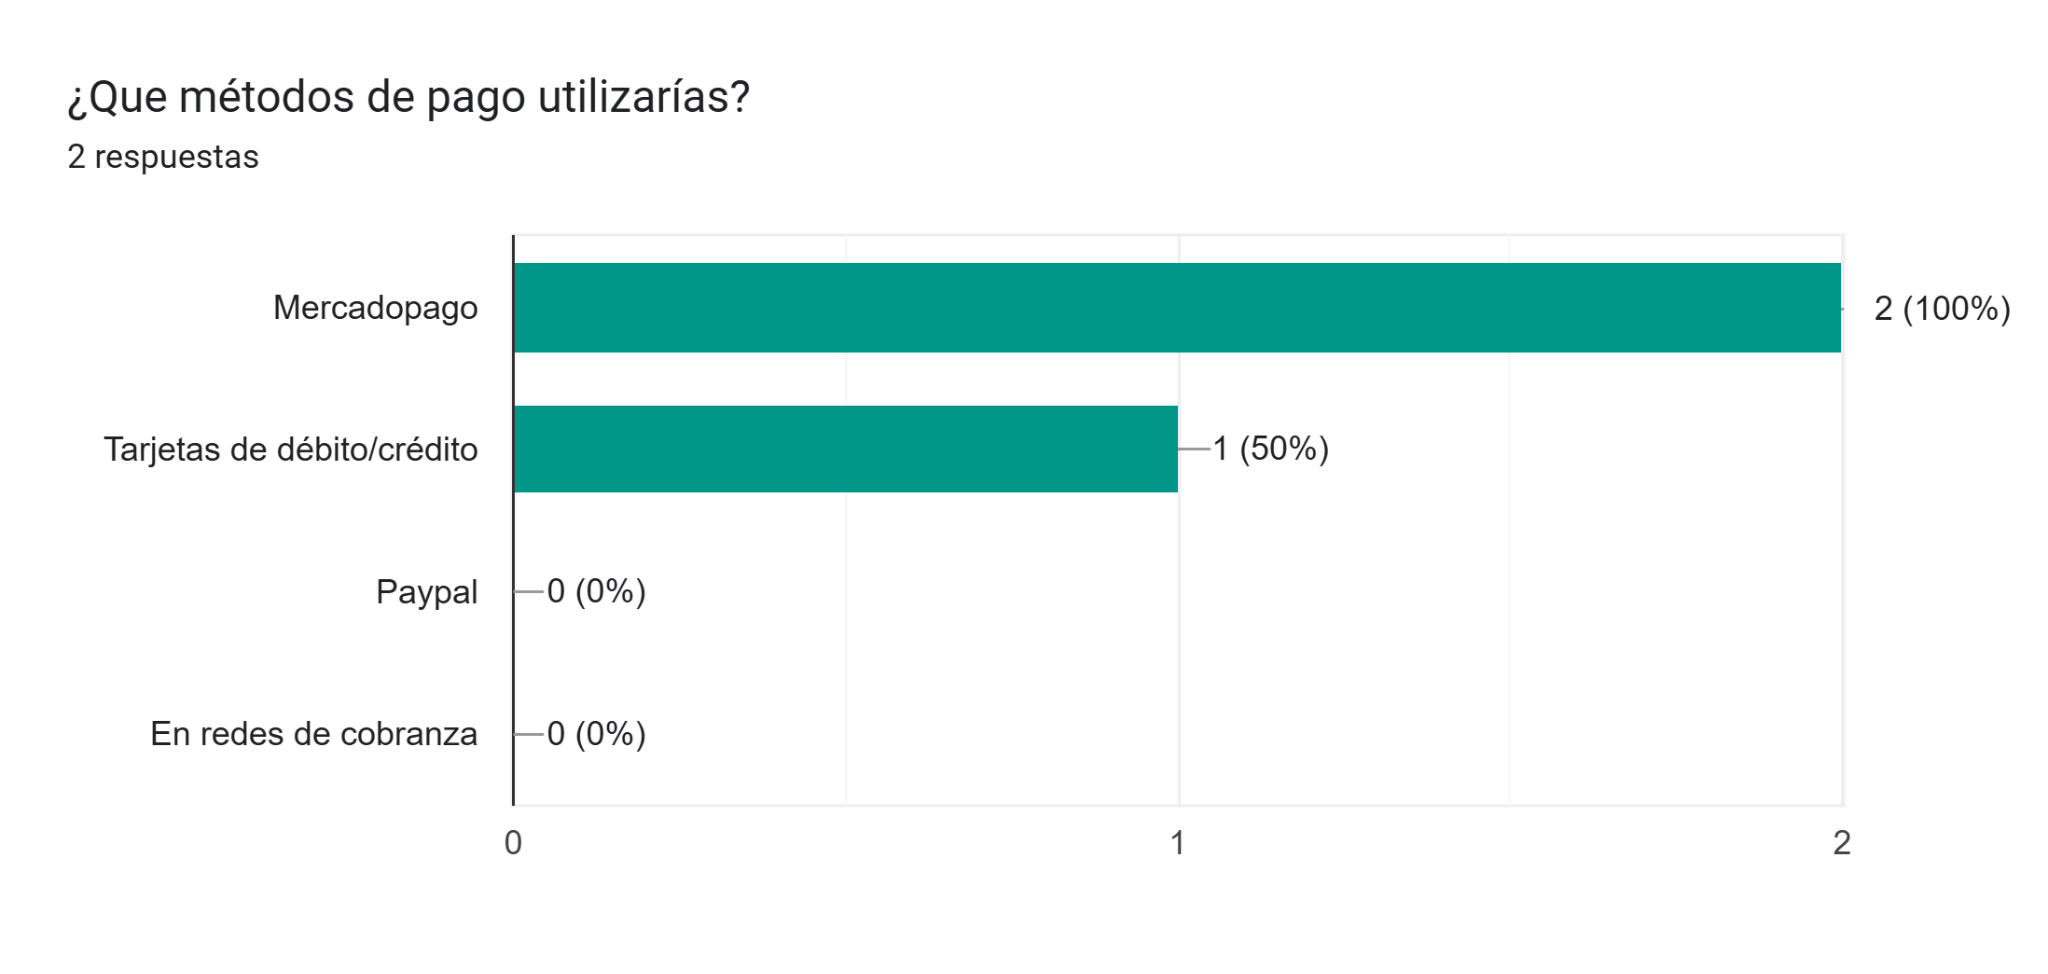 ¿Que métodos de pago utilizarías?
2 respuestas
Mercadopago
2 (100%)
Tarjetas de débito/crédito
1 (50%)
Paypal
0 (0%)
En redes de cobranza
0 (0%)
0
1
2